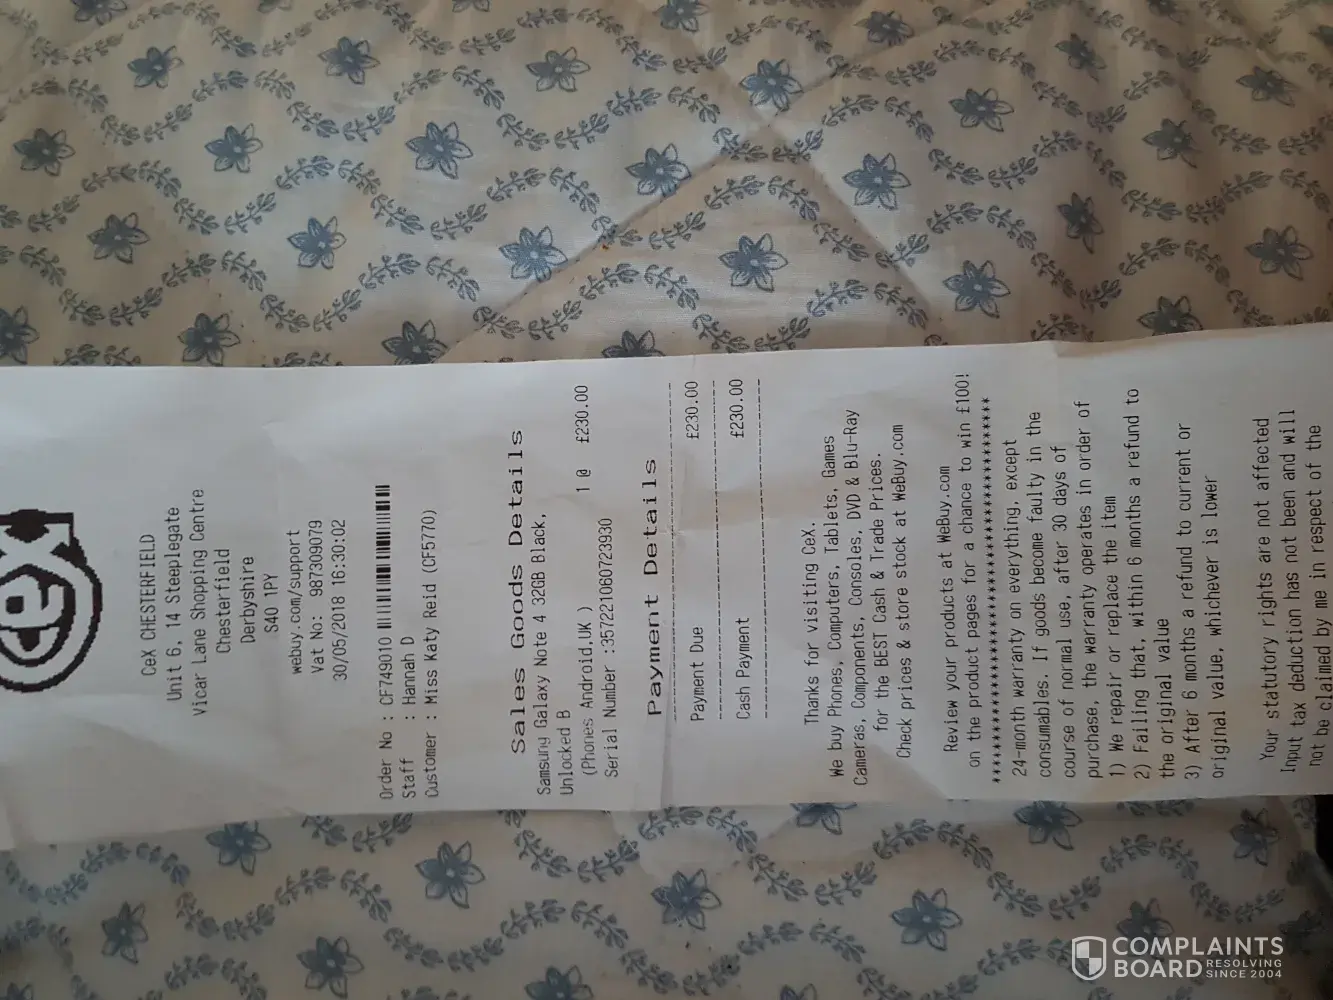 CeX
CeX CHESTERFIELD
Unit 6, 14 Steeplegate
Vicar Lane Shopping Centre
Chesterfield
Derbyshire
S40 1PY
webuy.com/support
Vat No: 987309079
30/05/2018 16:30:02
Order No : CF749010
Staff : Hannah D
Customer : Miss Katy Reid (CF5770)
Sales Goods Details
Samsung Galaxy Note 4 32GB Black,
Unlocked B
(Phones Android,UK ) 1 @ £230.00
Serial Number :357221060723930
Payment Details
Payment Due £230.00
Cash Payment £230.00
Thanks for visiting CeX.
We buy Phones, Computers, Tablets, Games
Cameras, Components, Consoles, DVD & Blu-Ray
for the BEST Cash & Trade Prices.
Check prices & store stock at WeBuy.com
Review your products at WeBuy.com
on the product pages for a chance to win £100!
****************************************
24-month warranty on everything, except
consumables. If goods become faulty in the
course of normal use, after 30 days of
purchase, the warranty operates in order of
1) We repair or replace the item
2) Failing that, within 6 months a refund to
the original value
3) After 6 months a refund to current or
original value, whichever is lower
Your statutory rights are not affected
Input tax deduction has not been and will
not be claimed by me in respect of the
COMPLAINTS
BOARD RESOLVING
SINCE 2004